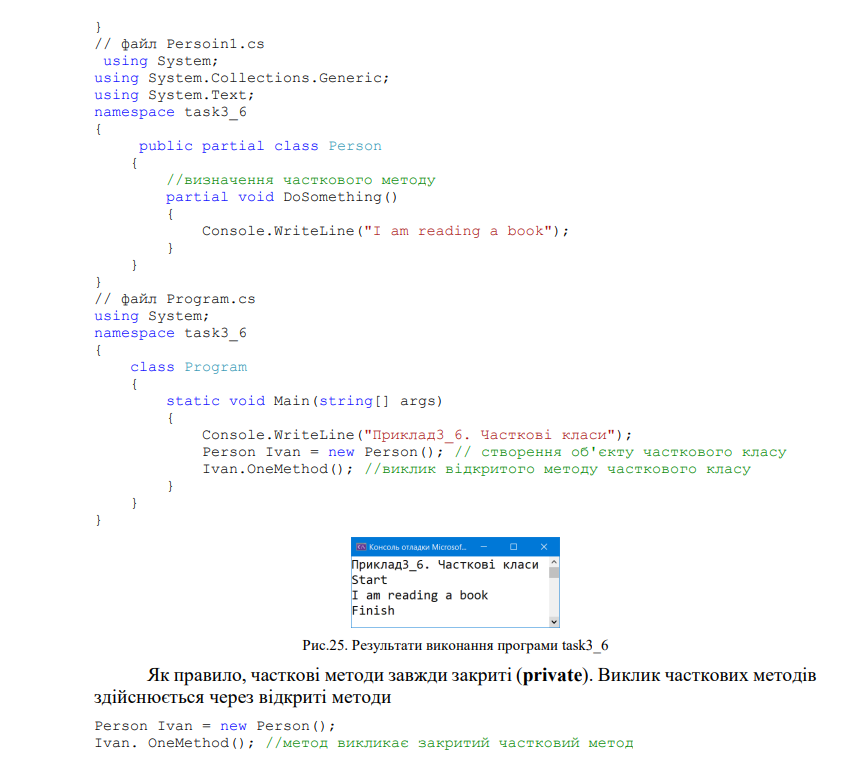 }
// файл Persoin1.cs
using System;
using System.Collections.Generic;
using System.Text;
namespace task3_6
{
public partial class Person
{
//визначення часткового методу
partial void DoSomething()
{
Console.WriteLine("I am reading a book");
}
}
}
// файл Program.cs
using System;
namespace task3_6
{
class Program
{
static void Main(string[] args)
{
Console.WriteLine("Приклад3_6. Часткові класи");
Person Ivan = new Person(); // створення об'єкту часткового класу
Ivan.OneMethod(); //виклик відкритого методу часткового класу
}
}
}
Консоль отладки Microsof...
Приклад3_6. Часткові класи
Start
I am reading a book
Finish
Рис.25. Результати виконання програми task3_6
Як правило, часткові методи завжди закриті (private). Виклик часткових методів
здійснюється через відкриті методи
Person Ivan = new Person();
Ivan. OneMethod(); //метод викликає закритий частковий метод